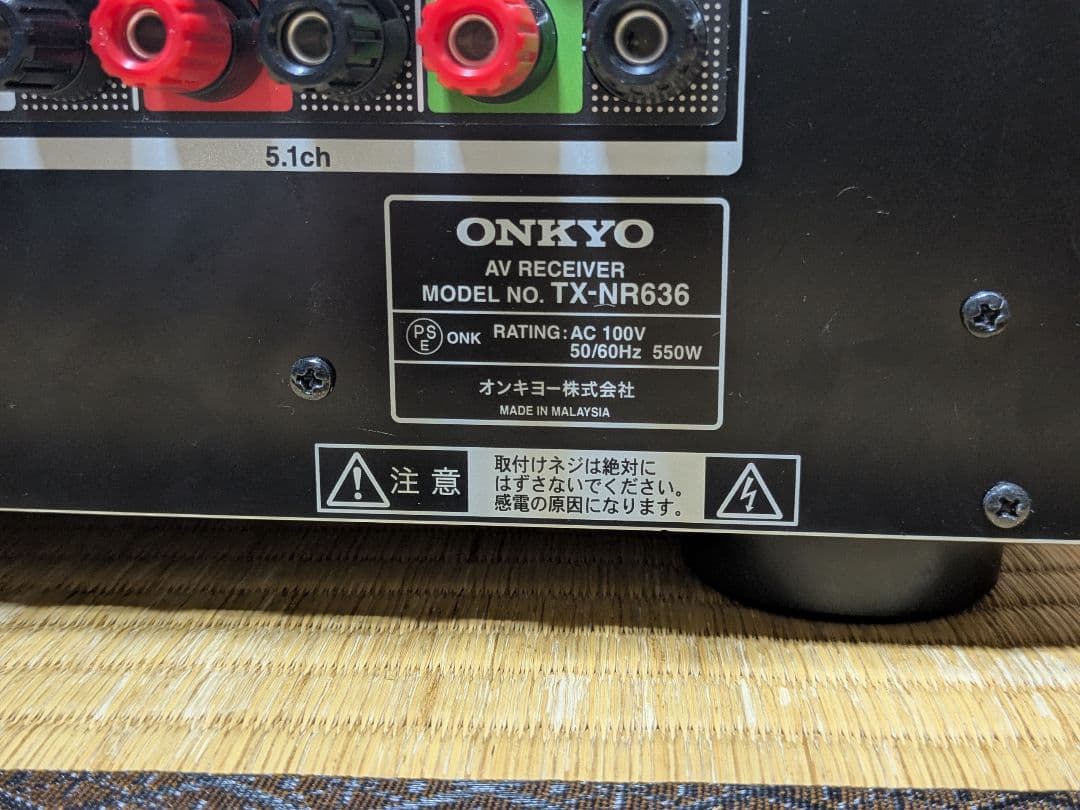 5.1ch
ONKYO
AV RECEIVER
MODEL NO. TX-NR636
PSE ONK RATING: AC 100V
50/60Hz 550W
オンキヨー株式会社
MADE IN MALAYSIA
注意
取付けネジは絶対に
はずさないでください。
感電の原因になります。